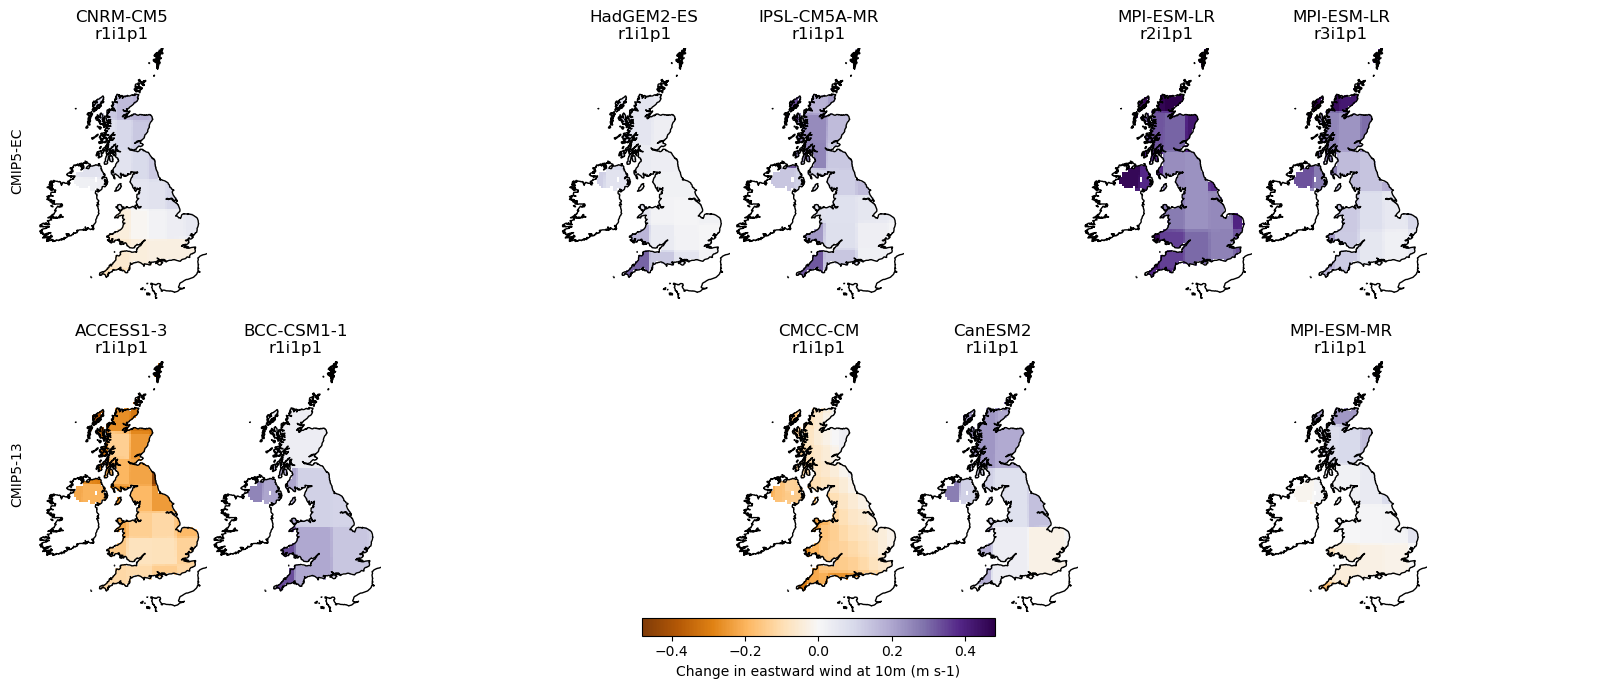 CNRM-CM5
r1i1p1
HadGEM2-ES
r1i1p1
IPSL-CM5A-MR
r1i1p1
MPI-ESM-LR
r2i1p1
MPI-ESM-LR
r3i1p1
CMIP5-EC
ACCESS1-3
r1i1p1
BCC-CSM1-1
r1i1p1
CMCC-CM
r1i1p1
CanESM2
r1i1p1
MPI-ESM-MR
r1i1p1
CMIP5-13
−0.4 −0.2 0.0 0.2 0.4
Change in eastward wind at 10m (m s-1)